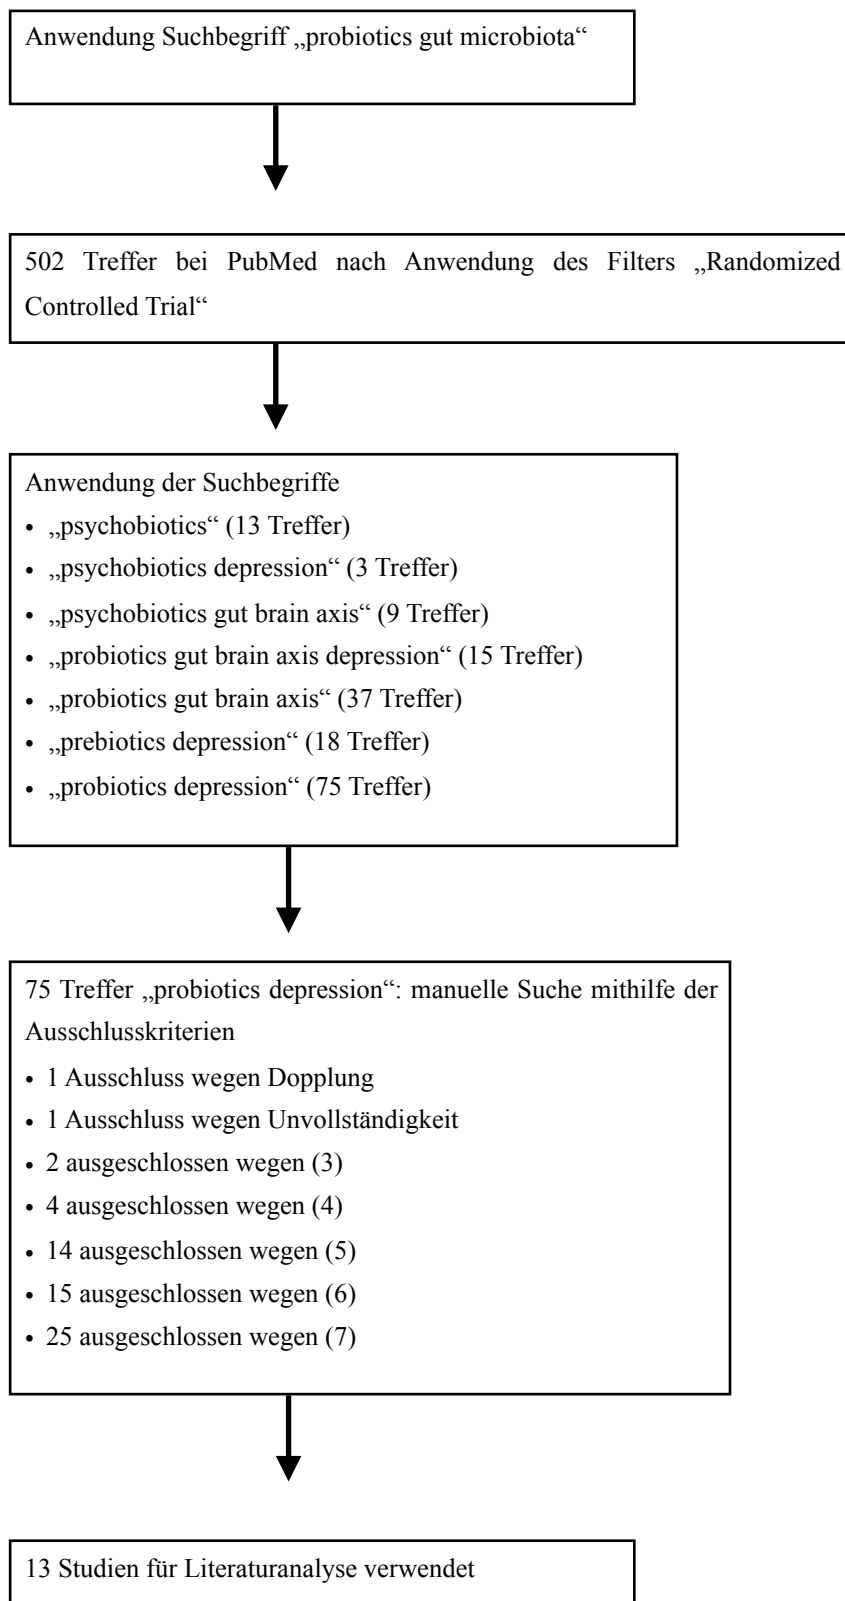 Anwendung Suchbegriff „probiotics gut microbiota“
502 Treffer bei PubMed nach Anwendung des Filters „Randomized
Controlled Trial“
Anwendung der Suchbegriffe
• „psychobiotics“ (13 Treffer)
• „psychobiotics depression“ (3 Treffer)
• „psychobiotics gut brain axis“ (9 Treffer)
• „probiotics gut brain axis depression“ (15 Treffer)
• „probiotics gut brain axis“ (37 Treffer)
• „prebiotics depression“ (18 Treffer)
• „probiotics depression“ (75 Treffer)
75 Treffer „probiotics depression“: manuelle Suche mithilfe der
Ausschlusskriterien
• 1 Ausschluss wegen Dopplung
• 1 Ausschluss wegen Unvollständigkeit
• 2 ausgeschlossen wegen (3)
• 4 ausgeschlossen wegen (4)
• 14 ausgeschlossen wegen (5)
• 15 ausgeschlossen wegen (6)
• 25 ausgeschlossen wegen (7)
13 Studien für Literaturanalyse verwendet